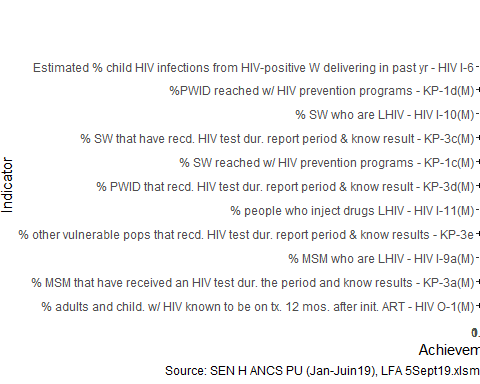 Estimated % child HIV infections from HIV-positive W delivering in past yr - HIV I-6
%PWID reached w/ HIV prevention programs - KP-1d(M)
% SW who are LHIV - HIV I-10(M)
% SW that have recd. HIV test dur. report period & know result - KP-3c(M)
% SW reached w/ HIV prevention programs - KP-1c(M)
% PWID that recd. HIV test dur. report period & know result - KP-3d(M)
% people who inject drugs LHIV - HIV I-11(M)
% other vulnerable pops that recd. HIV test dur. report period & know results - KP-3e
% MSM who are LHIV - HIV I-9a(M)
% MSM that have received an HIV test dur. the period and know results - KP-3a(M)
% adults and child. w/ HIV known to be on tx. 12 mos. after init. ART - HIV O-1(M)
Indicator
Achievem
Source: SEN H ANCS PU (Jan-Juin19), LFA 5Sept19.xlsm